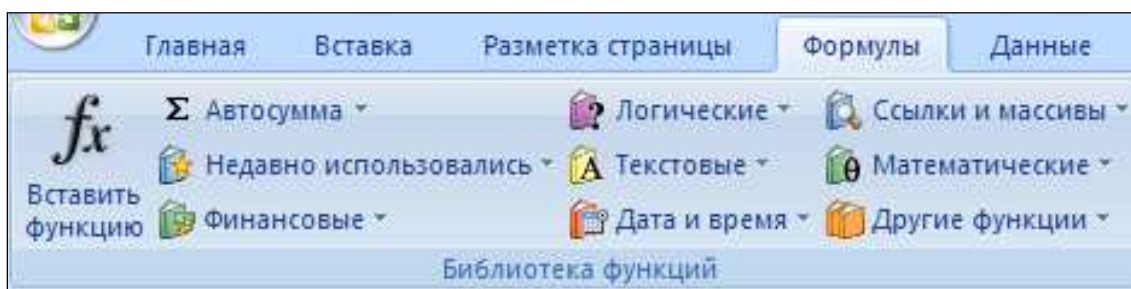 Главная Вставка Разметка страницы Формулы Данные
fx Σ Автосумма ? Логические Ссылки и массивы
Недавно использовались A Текстовые θ Математические
Вставить функцию Финансовые Дата и время Другие функции
Библиотека функций